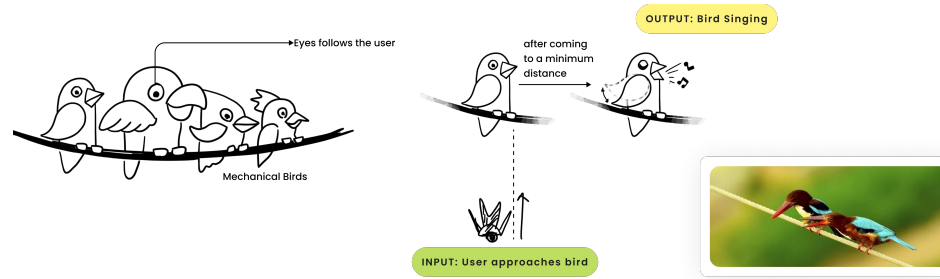 OUTPUT: Bird Singing
Eyes follows the user
after coming
to a minimum
distance
Mechanical Birds
INPUT: User approaches bird